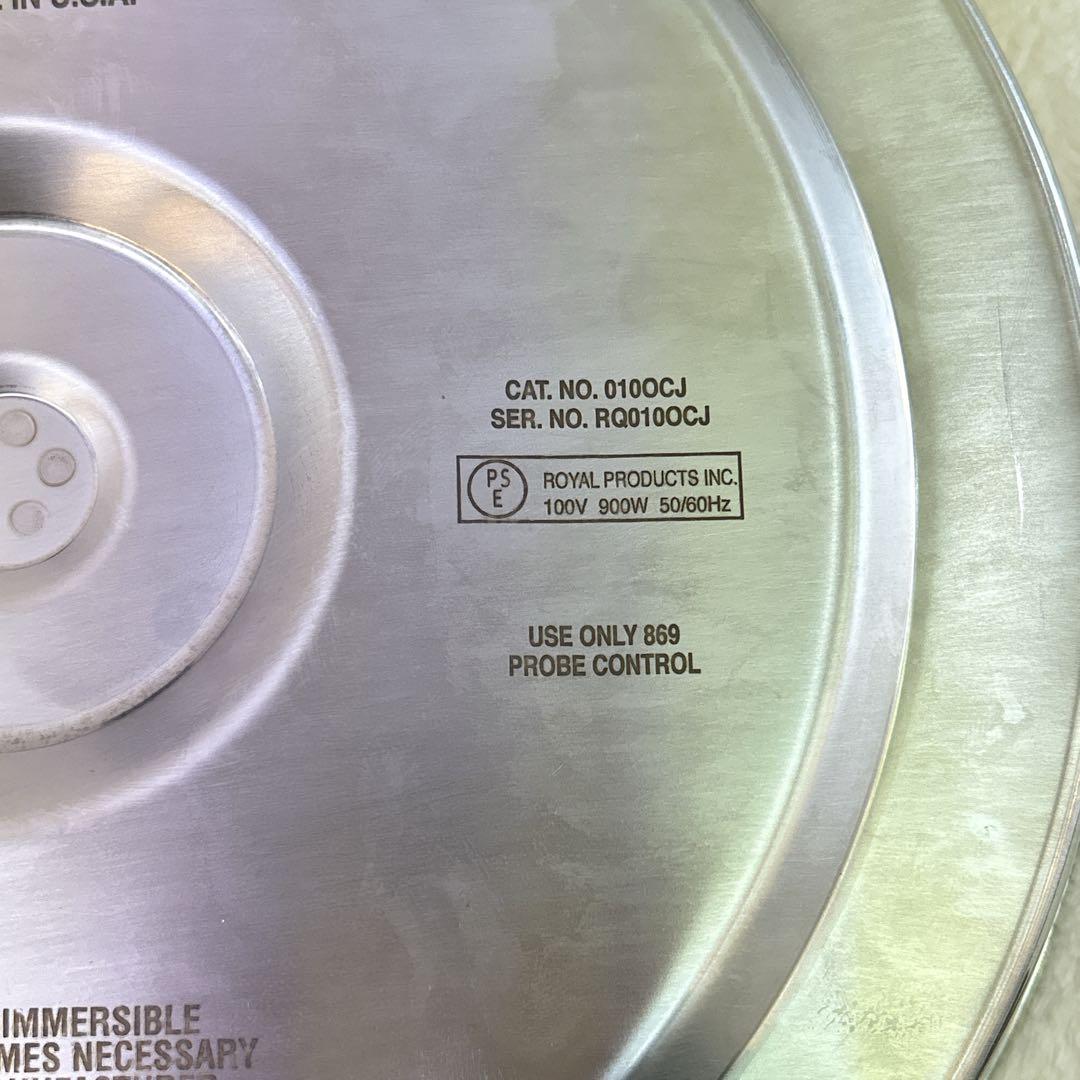 IN U.S.A.
CAT. NO. 010OCJ
SER. NO. RQ010OCJ
PS
E
ROYAL PRODUCTS INC.
100V 900W 50/60Hz
USE ONLY 869
PROBE CONTROL
IMMERSIBLE
NECESSARY